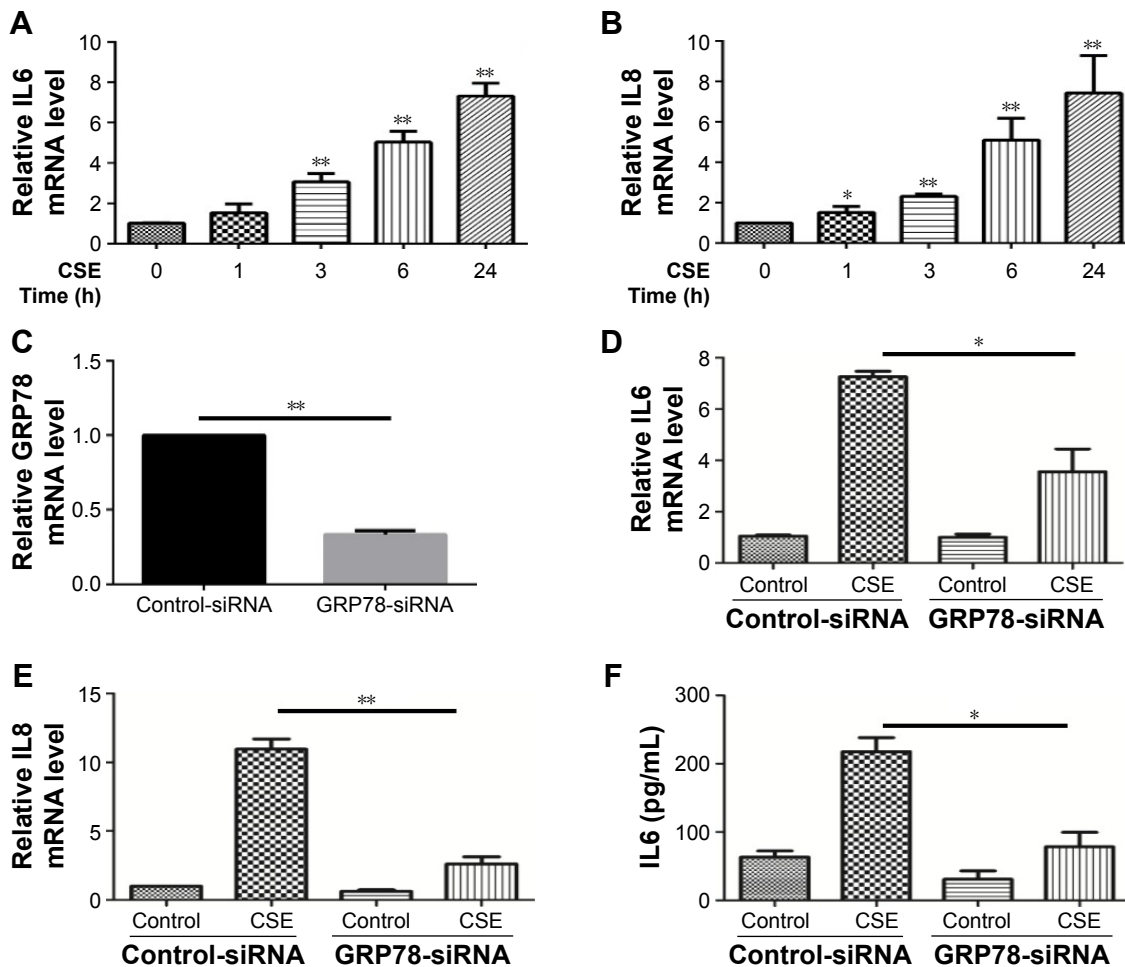 A
Relative IL6
mRNA level
10
8
6
4
2
0
**
**
**
CSE
Time (h)
0 1 3 6 24
B
Relative IL8
mRNA level
10
8
6
4
2
0
*
**
**
**
CSE
Time (h)
0 1 3 6 24
C
Relative GRP78
mRNA level
1.5
1.0
0.5
0.0
**
Control-siRNA GRP78-siRNA
D
Relative IL6
mRNA level
8
6
4
2
0
*
Control CSE Control CSE
Control-siRNA GRP78-siRNA
E
Relative IL8
mRNA level
15
10
5
0
**
Control CSE Control CSE
Control-siRNA GRP78-siRNA
F
IL6 (pg/mL)
300
200
100
0
*
Control CSE Control CSE
Control-siRNA GRP78-siRNA